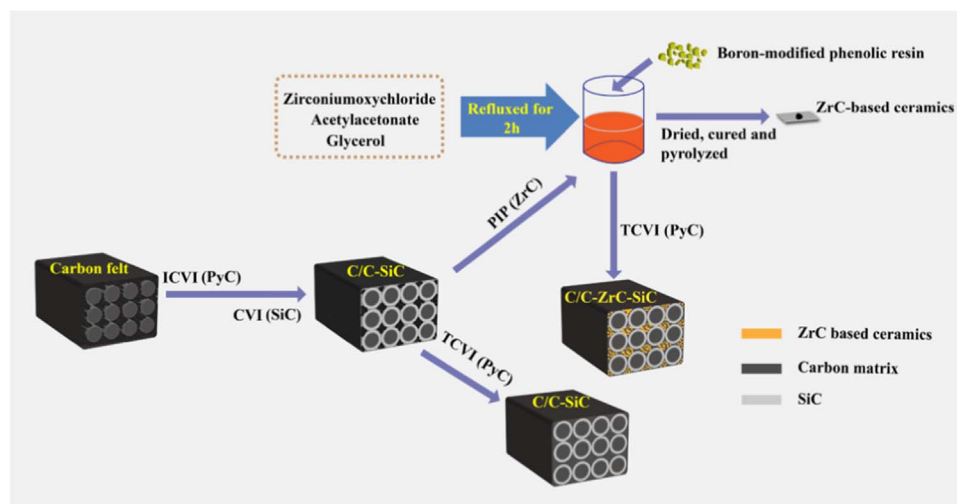 Boron-modified phenolic resin
Zirconiumoxychloride
Acetylacetonate
Glycerol
Refluxed for
2h
ZrC-based ceramics
Dried, cured and
pyrolyzed
PIP (ZrC)
TCVI (PyC)
Carbon felt
ICVI (PyC)
CVI (SiC)
C/C-SiC
C/C-ZrC-SiC
TCVI (PyC)
C/C-SiC
ZrC based ceramics
Carbon matrix
SiC